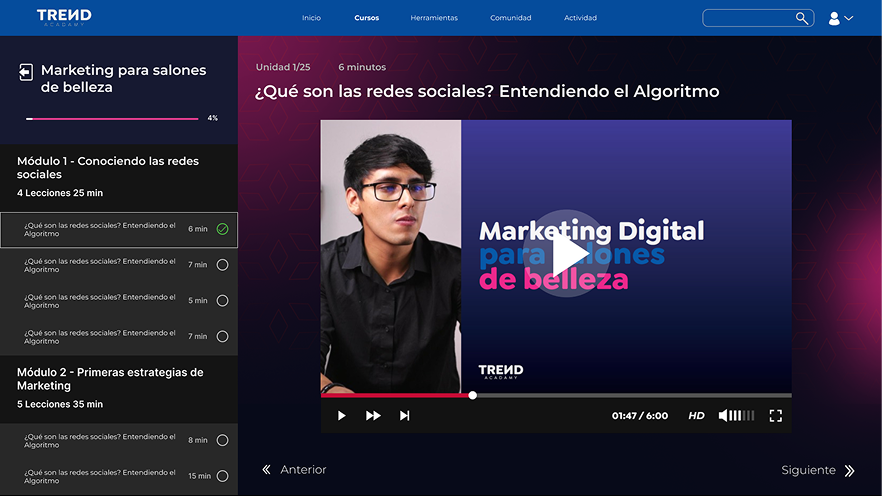 TREND
ACADAMY
Inicio
Cursos
Herramientas
Comunidad
Actividad
Marketing para salones
de belleza
4%
Módulo 1 - Conociendo las redes
sociales
4 Lecciones 25 min
¿Qué son las redes sociales? Entendiendo el
Algoritmo
6 min
¿Qué son las redes sociales? Entendiendo el
Algoritmo
7 min
¿Qué son las redes sociales? Entendiendo el
Algoritmo
5 min
¿Qué son las redes sociales? Entendiendo el
Algoritmo
7 min
Módulo 2 - Primeras estrategias de
Marketing
5 Lecciones 35 min
¿Qué son las redes sociales? Entendiendo el
Algoritmo
8 min
¿Qué son las redes sociales? Entendiendo el
Algoritmo
15 min
Unidad 1/25
6 minutos
¿Qué son las redes sociales? Entendiendo el Algoritmo
Marketing Digital
para salones
de belleza
TREND
ACADAMY
01:47 / 6:00
HD
Anterior
Siguiente